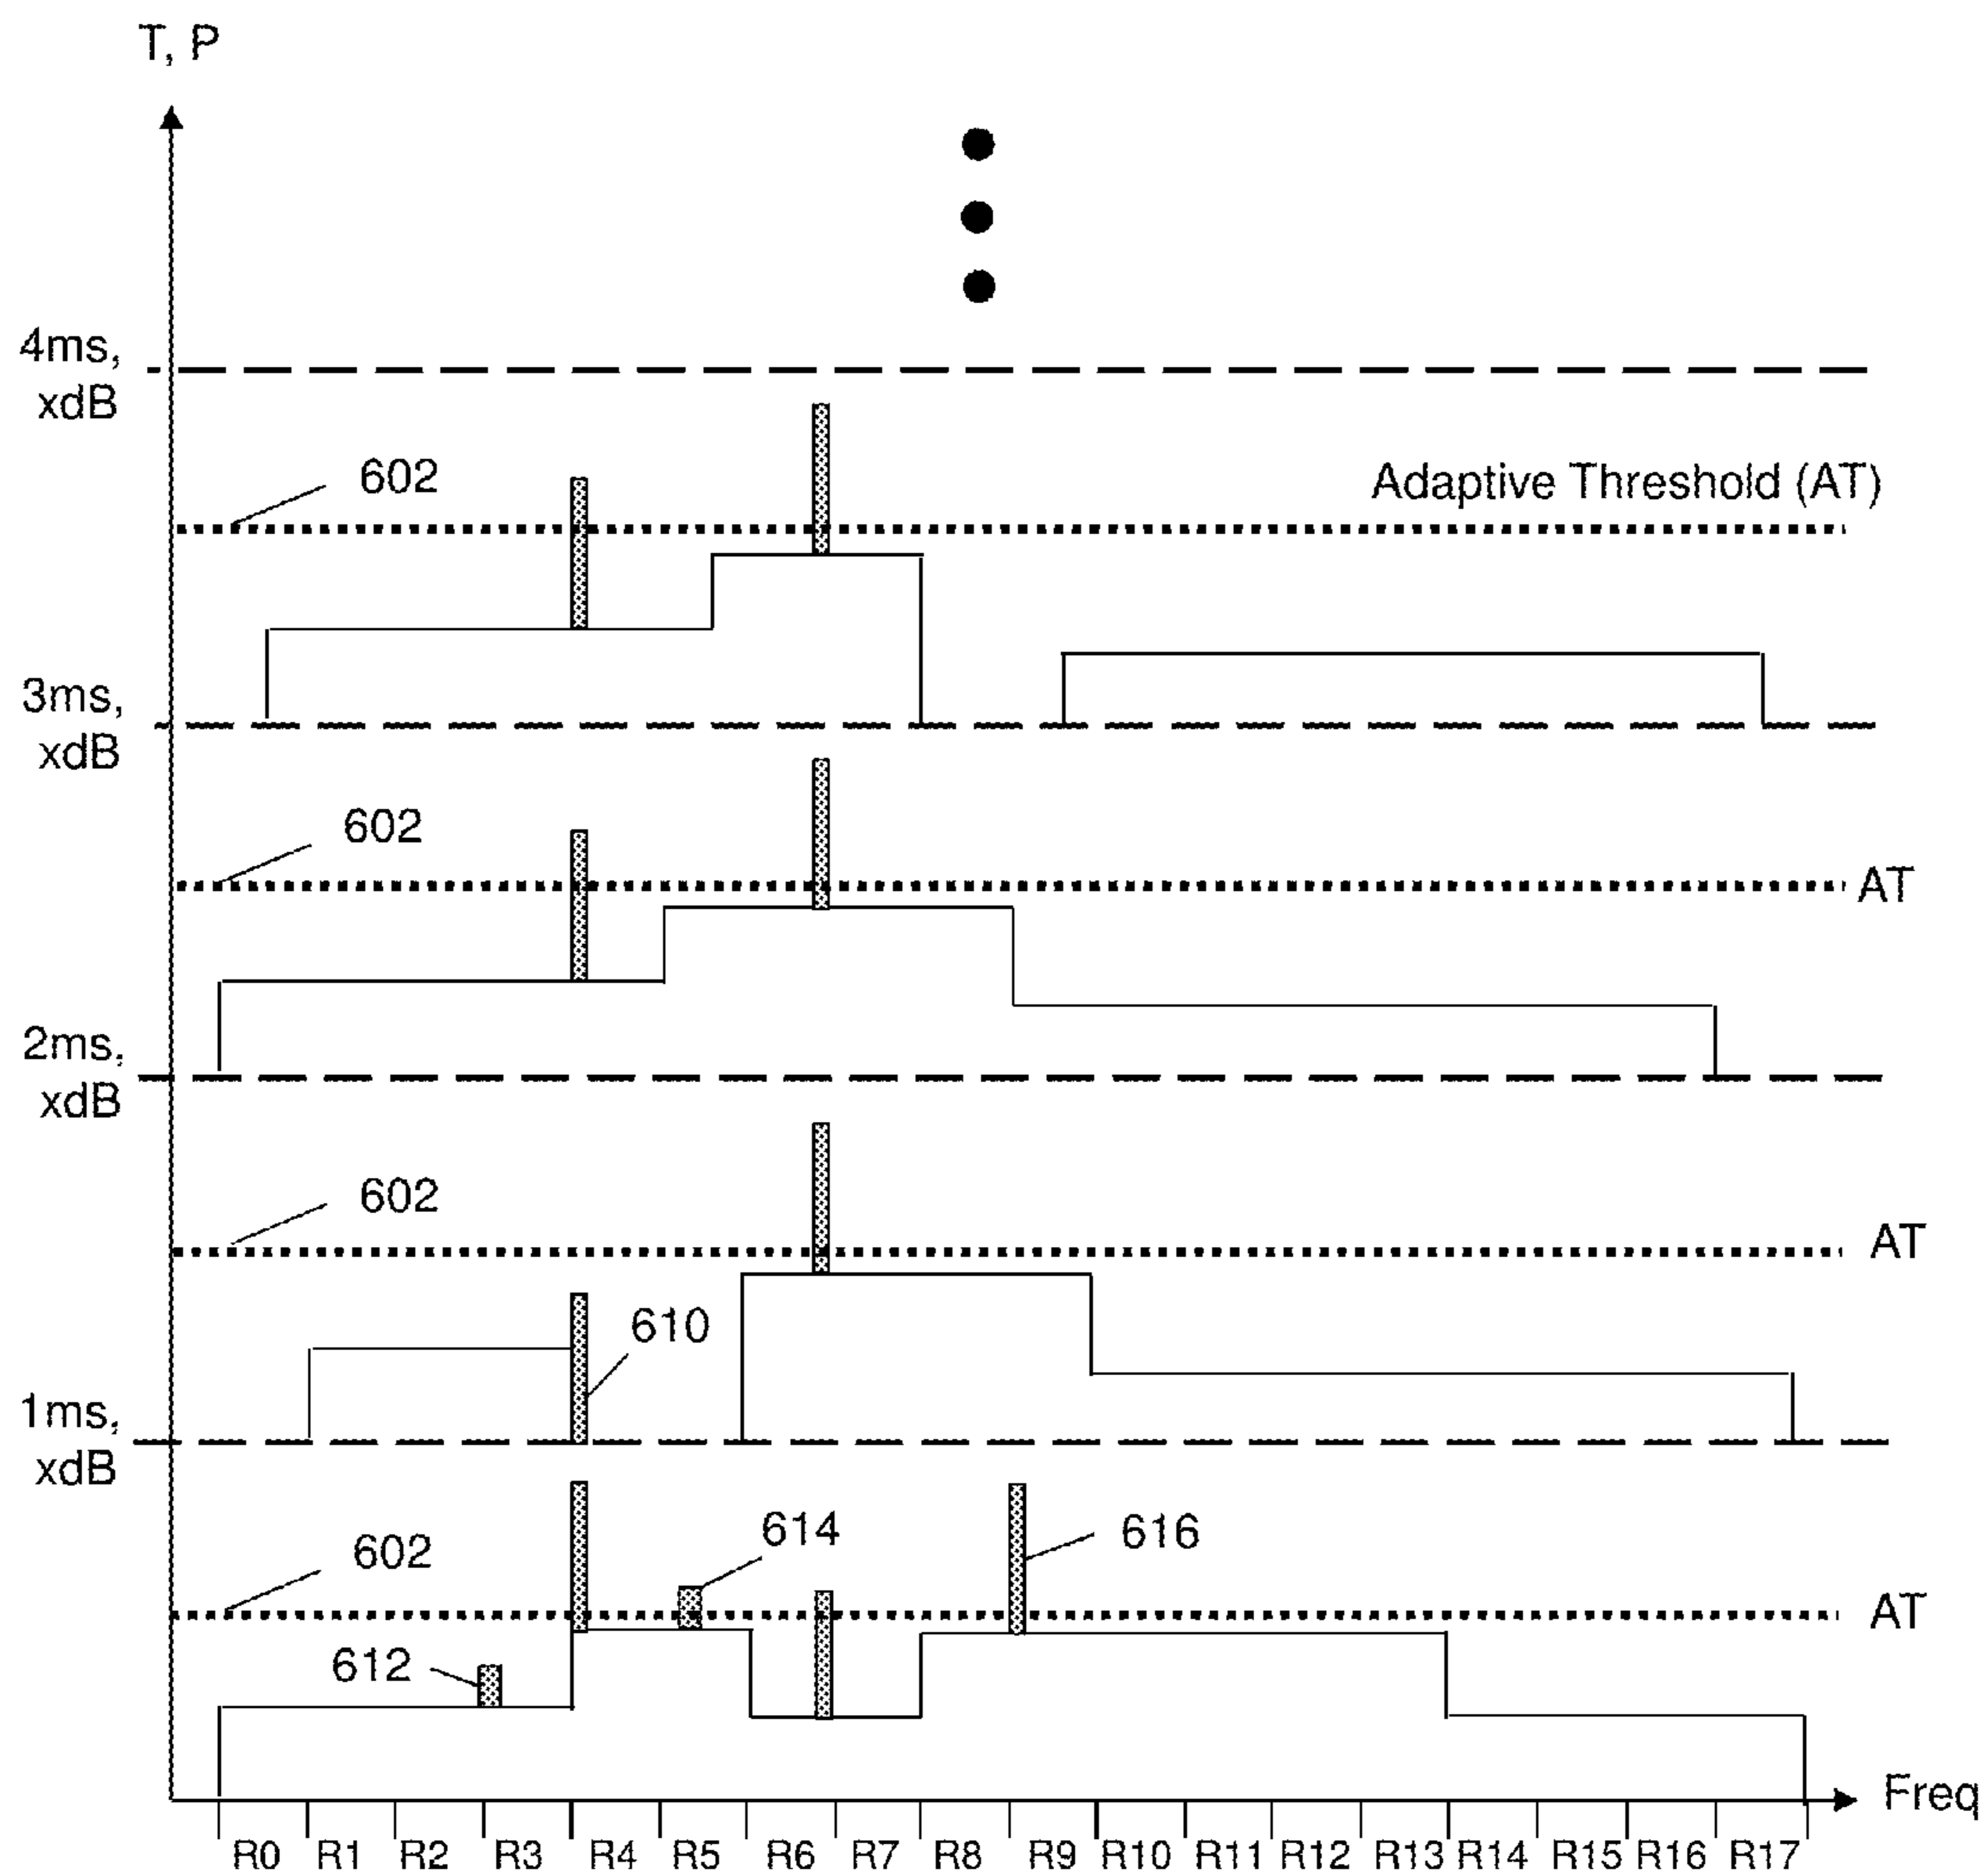 T, P
4ms,
xdB
602
Adaptive Threshold (AT)
3ms,
xdB
602
AT
2ms,
xdB
602
AT
610
1ms,
xdB
614
616
602
AT
612
Freq
R0 R1 R2 R3 R4 R5 R6 R7 R8 R9 R10 R11 R12 R13 R14 R15 R16 R17